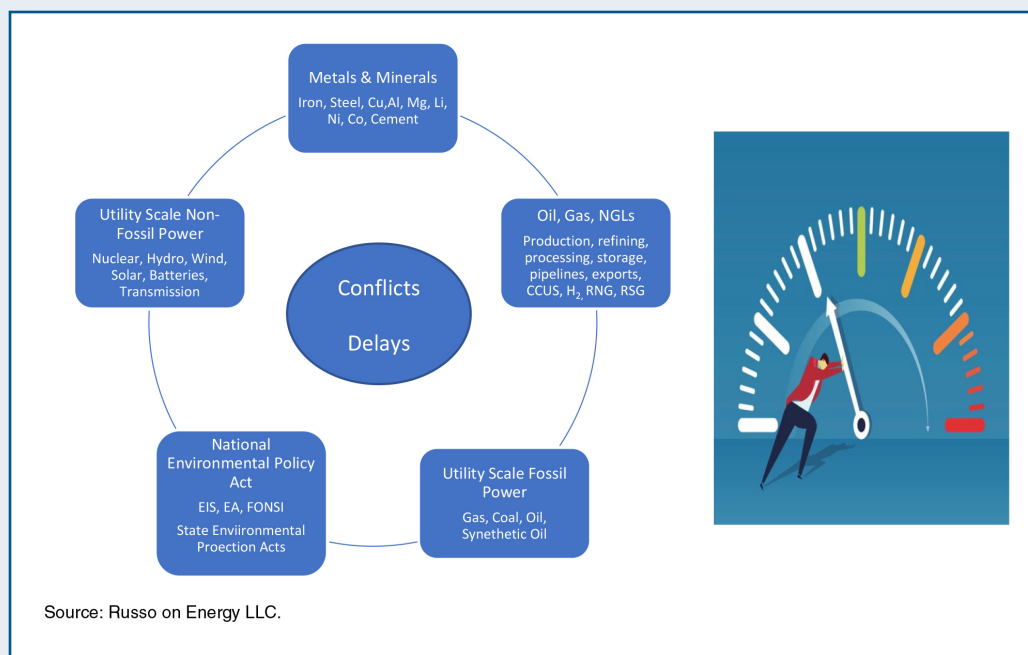 Metals & Minerals
Iron, Steel, Cu,Al, Mg, Li,
Ni, Co, Cement
Oil, Gas, NGLs
Production, refining,
processing, storage,
pipelines, exports,
CCUS, H2, RNG, RSG
Utility Scale Fossil
Power
Gas, Coal, Oil,
Synethetic Oil
National
Environmental Policy
Act
EIS, EA, FONSI
State Enviironmental
Proection Acts
Utility Scale Non-
Fossil Power
Nuclear, Hydro, Wind,
Solar, Batteries,
Transmission
Conflicts
Delays
Source: Russo on Energy LLC.